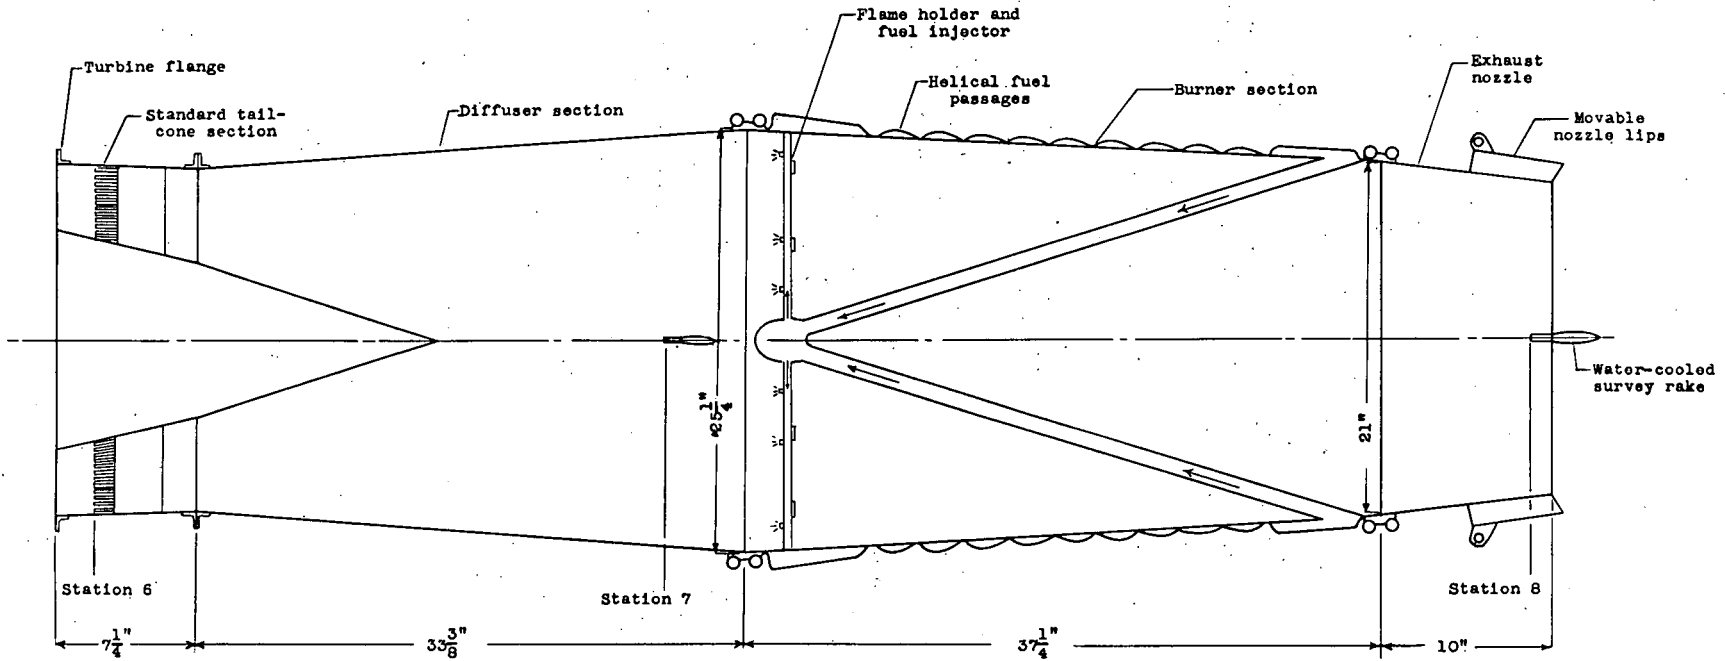 Flame holder and
fuel injector
Turbine flange
Exhaust
nozzle
Helical fuel
passages
Burner section
Diffuser section
Standard tail-
cone section
Movable
nozzle lips
Water-cooled
survey rake
25 1/4"
21"
Station 6
Station 7
Station 8
7 1/4"
33 3/8"
37 1/4"
10"